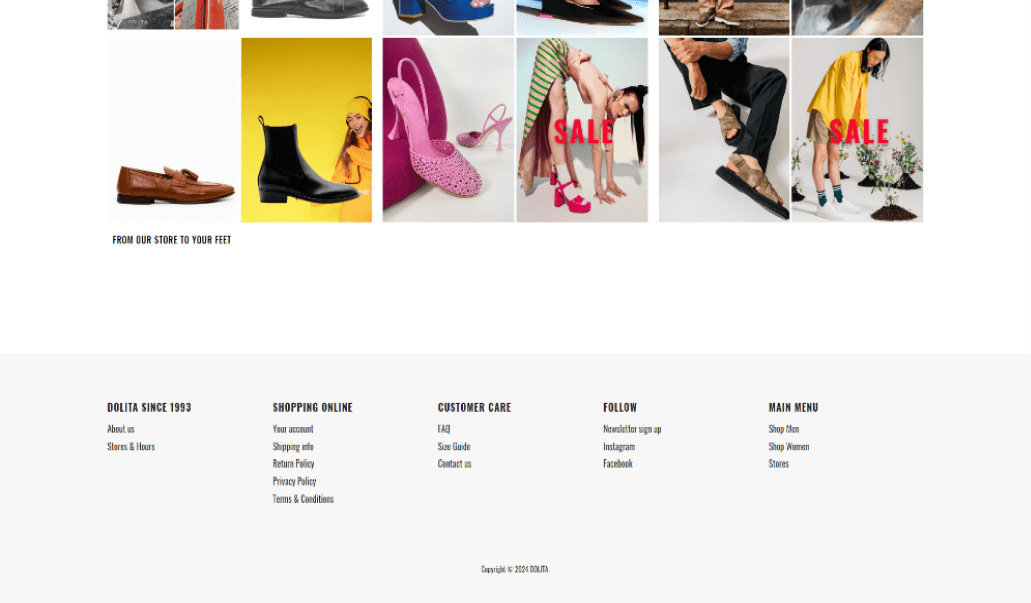 SALE
SALE
FROM OUR STORE TO YOUR FEET
DOLITA SINCE 1993
About us
Stores & Hours
SHOPPING ONLINE
Your account
Shipping info
Return Policy
Privacy Policy
Terms & Conditions
CUSTOMER CARE
FAQ
Size Guide
Contact us
FOLLOW
Newsletter sign up
Instagram
Facebook
MAIN MENU
Shop Men
Shop Women
Stores
Copyright © 2024 DOLITA.